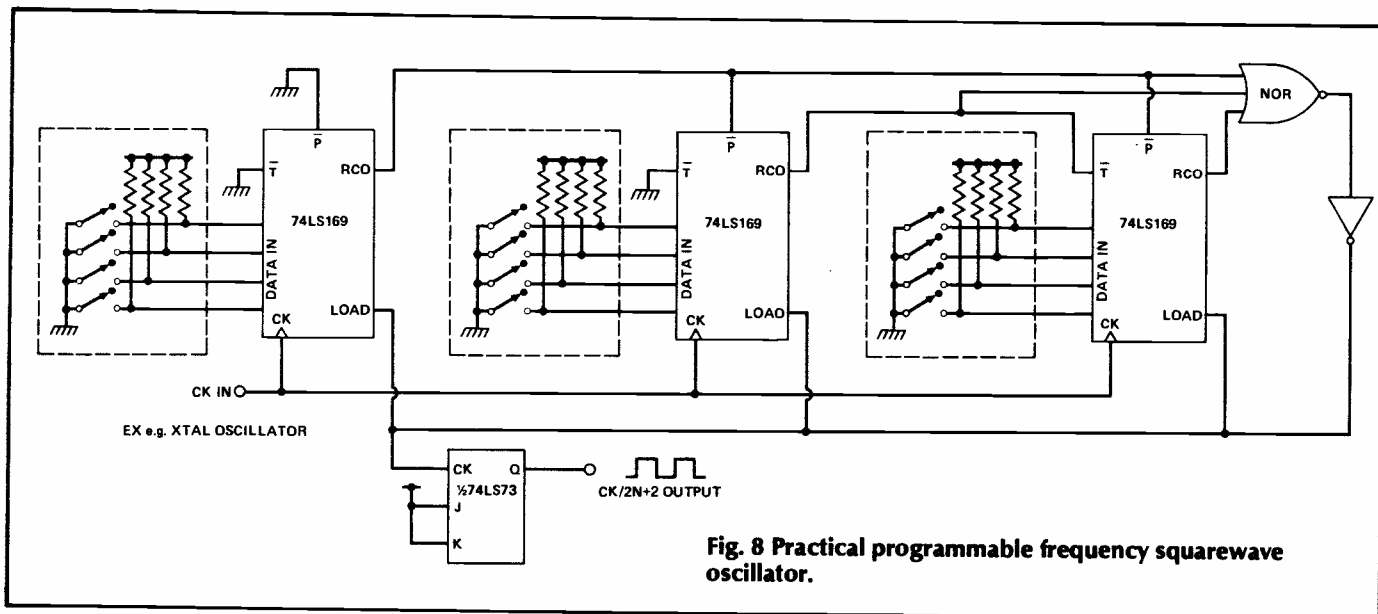 P
T
RCO
74LS169
DATA IN
CK
LOAD
P
T
RCO
74LS169
DATA IN
CK
LOAD
P
T
RCO
74LS169
DATA IN
CK
LOAD
NOR
CK IN
EX e.g. XTAL OSCILLATOR
CK
Q
½74LS73
J
K
CK/2N+2 OUTPUT
Fig. 8 Practical programmable frequency squarewave
oscillator.